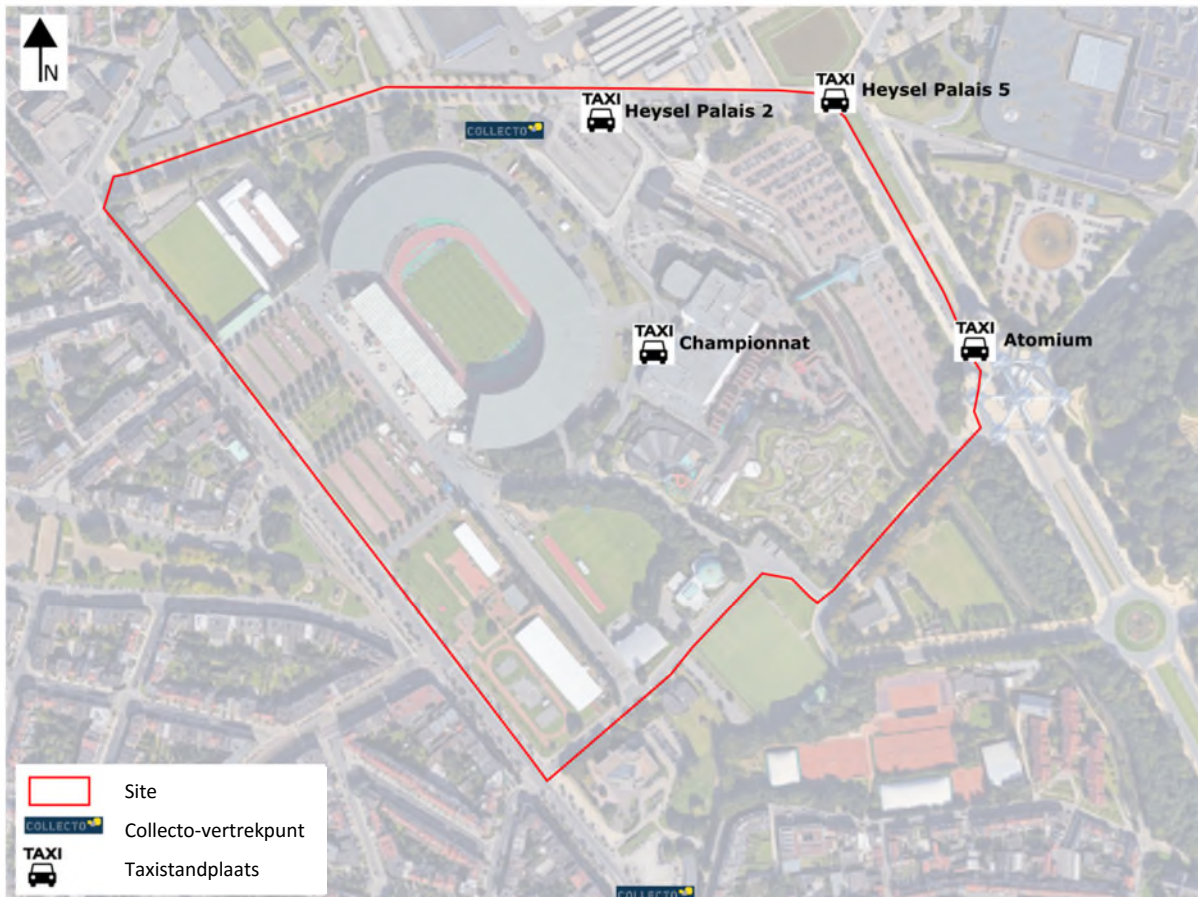 N
TAXI
Heysel Palais 5
TAXI
Heysel Palais 2
COLLECTO
TAXI
Championnat
TAXI
Atomium
Site
COLLECTO
Collecto-vertrekpunt
TAXI
Taxistandplaats
COLLECTO